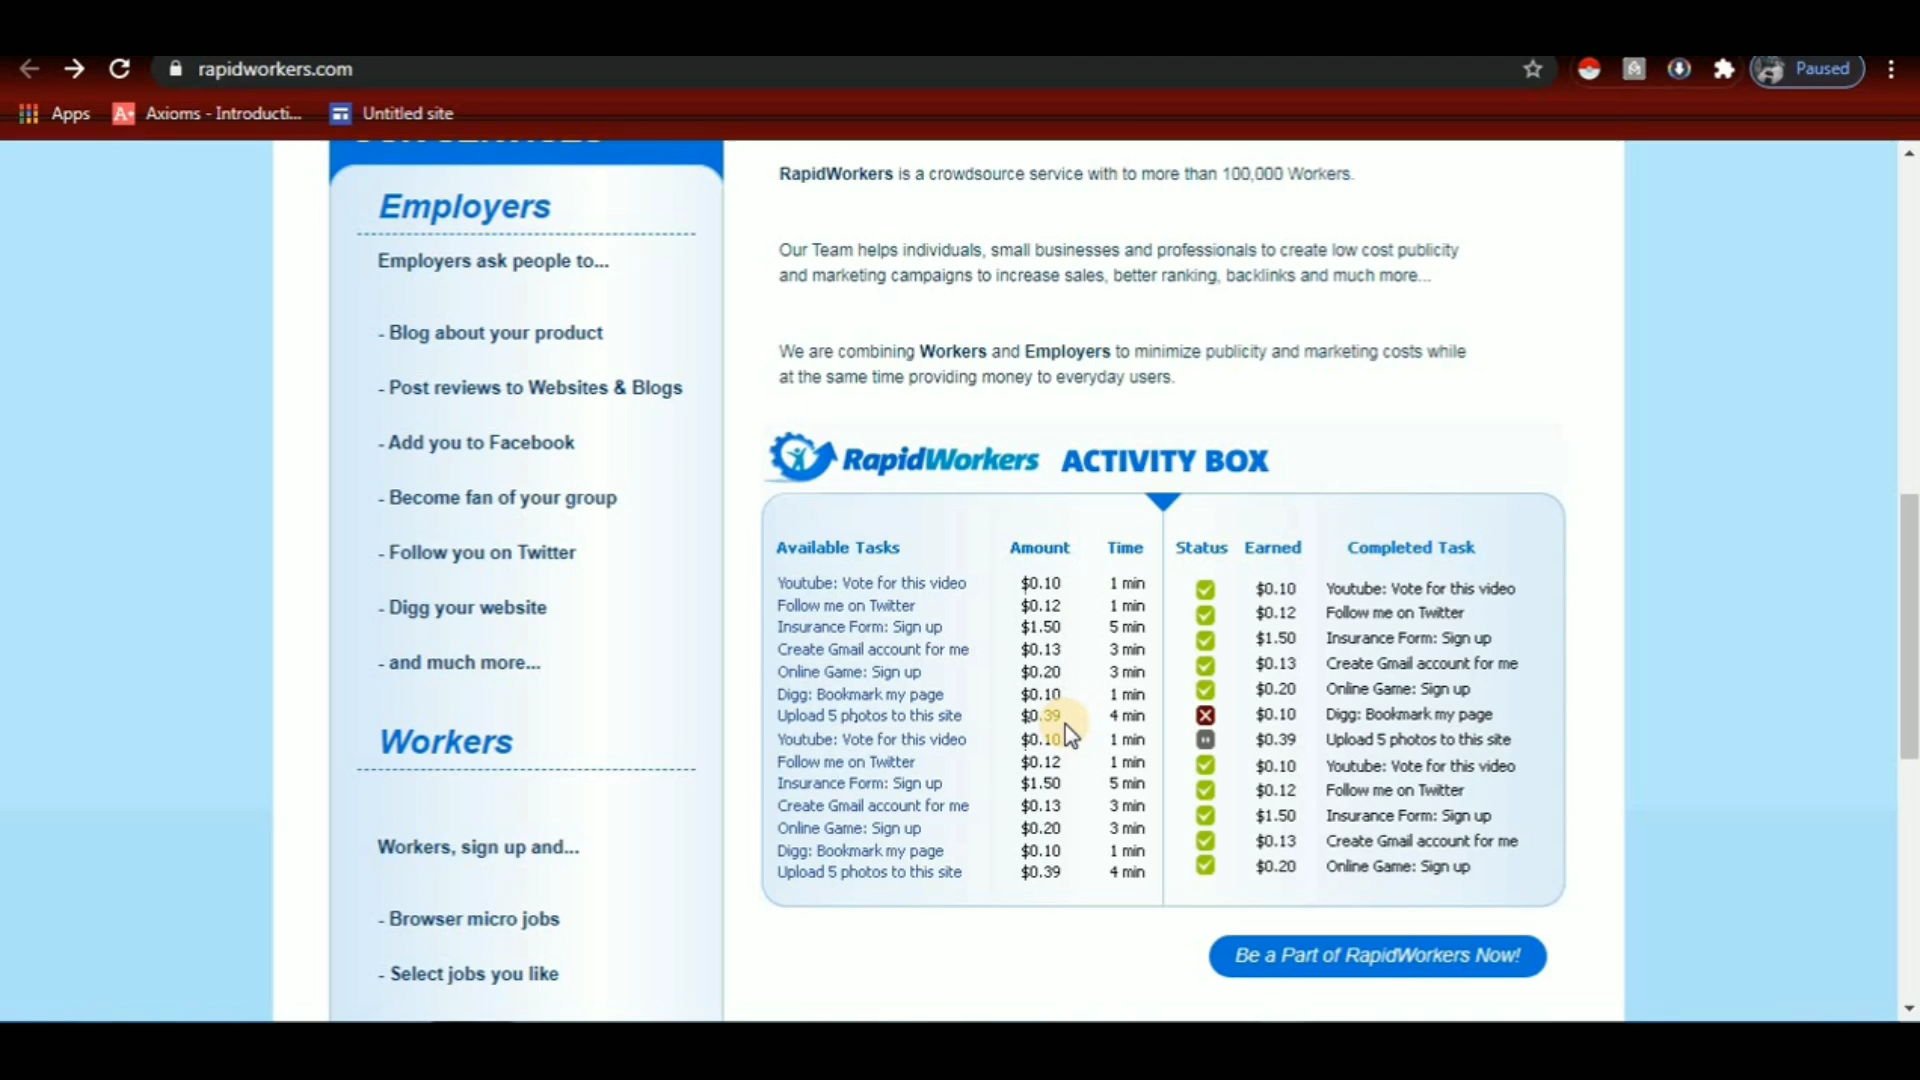 rapidworkers.com
Paused
Apps
Axioms - Introducti...
Untitled site
Employers
Employers ask people to...
- Blog about your product
- Post reviews to Websites & Blogs
- Add you to Facebook
- Become fan of your group
- Follow you on Twitter
- Digg your website
- and much more...
Workers
Workers, sign up and...
- Browser micro jobs
- Select jobs you like
RapidWorkers is a crowdsource service with to more than 100,000 Workers.
Our Team helps individuals, small businesses and professionals to create low cost publicity
and marketing campaigns to increase sales, better ranking, backlinks and much more...
We are combining Workers and Employers to minimize publicity and marketing costs while
at the same time providing money to everyday users.
RapidWorkers ACTIVITY BOX
Available Tasks Amount Time
Youtube: Vote for this video $0.10 1 min
Follow me on Twitter $0.12 1 min
Insurance Form: Sign up $1.50 5 min
Create Gmail account for me $0.13 3 min
Online Game: Sign up $0.20 3 min
Digg: Bookmark my page $0.10 1 min
Upload 5 photos to this site $0.39 4 min
Youtube: Vote for this video $0.10 1 min
Follow me on Twitter $0.12 1 min
Insurance Form: Sign up $1.50 5 min
Create Gmail account for me $0.13 3 min
Online Game: Sign up $0.20 3 min
Digg: Bookmark my page $0.10 1 min
Upload 5 photos to this site $0.39 4 min
Status Earned Completed Task
$0.10 Youtube: Vote for this video
$0.12 Follow me on Twitter
$1.50 Insurance Form: Sign up
$0.13 Create Gmail account for me
$0.20 Online Game: Sign up
$0.10 Digg: Bookmark my page
$0.39 Upload 5 photos to this site
$0.10 Youtube: Vote for this video
$0.12 Follow me on Twitter
$1.50 Insurance Form: Sign up
$0.13 Create Gmail account for me
$0.20 Online Game: Sign up
Be a Part of RapidWorkers Now!